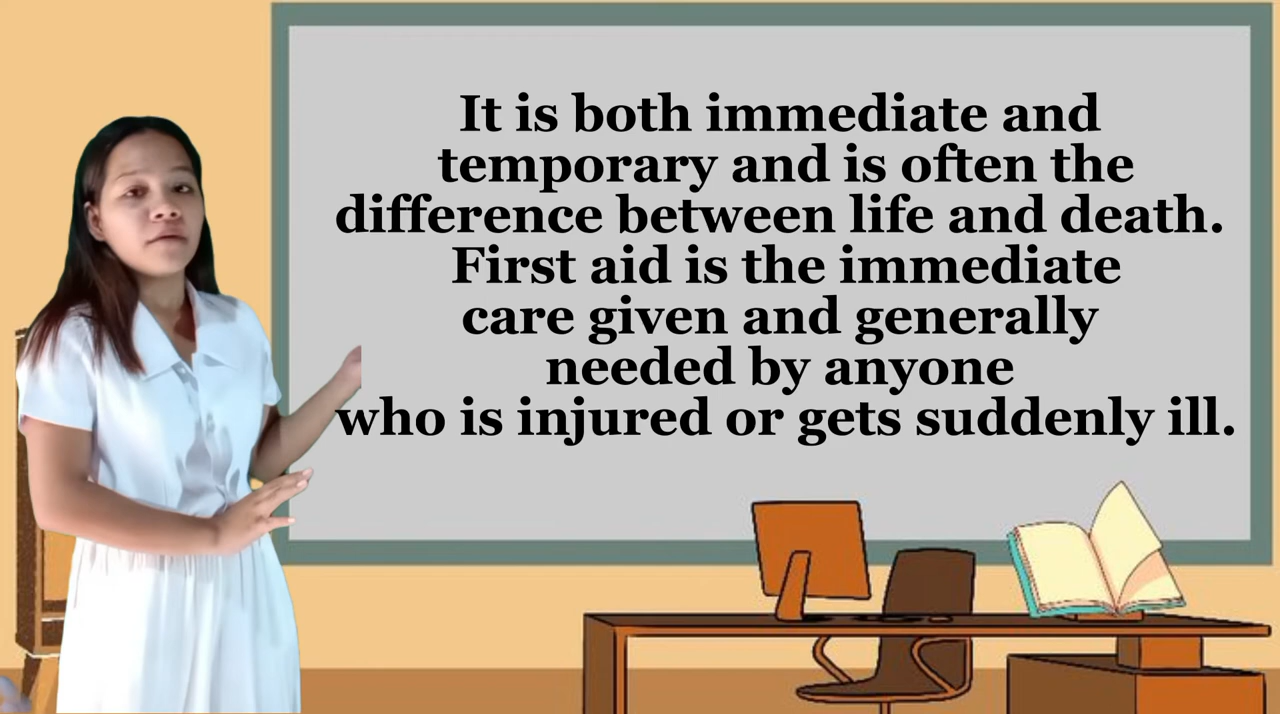 It is both immediate and
temporary and is often the
difference between life and death.
First aid is the immediate
care given and generally
needed by anyone
who is injured or gets suddenly ill.